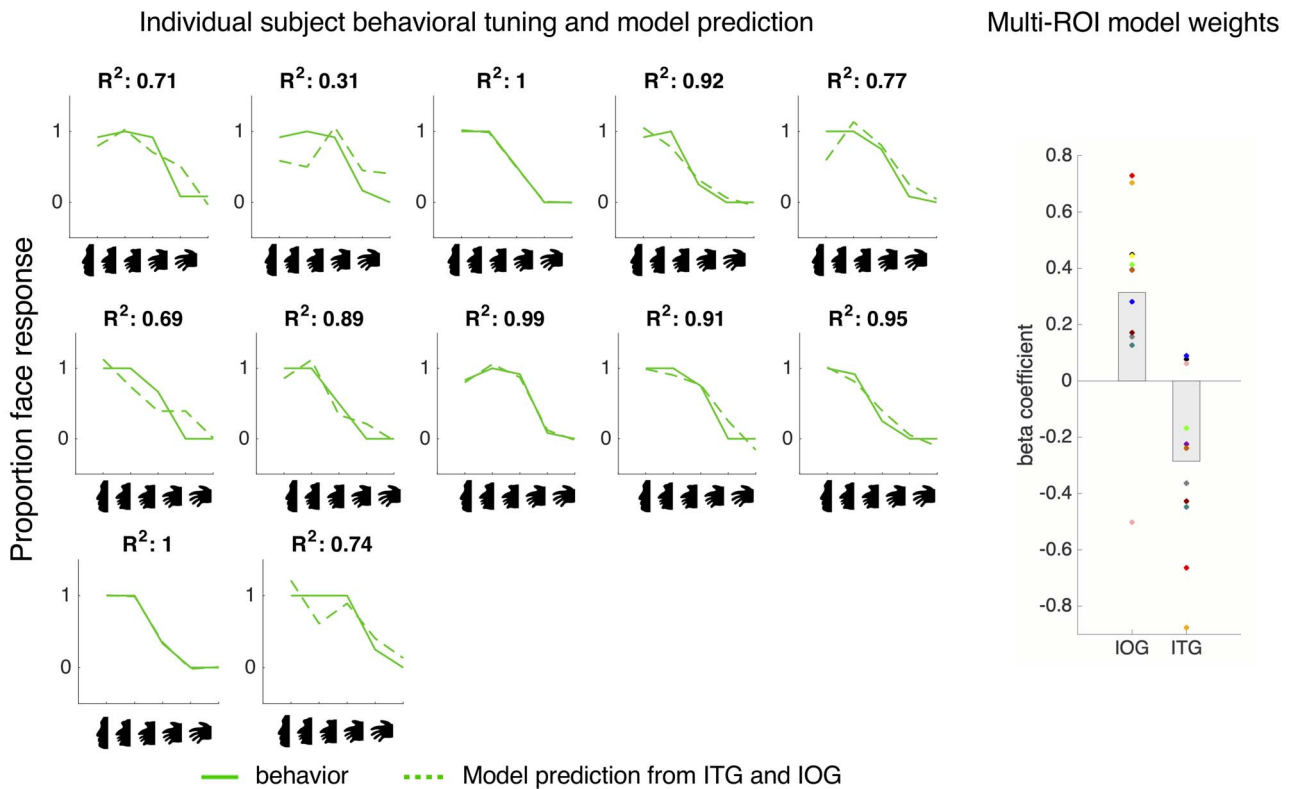 Individual subject behavioral tuning and model prediction
Multi-ROI model weights
Proportion face response
R²: 0.71
1
0
R²: 0.31
1
0
R²: 1
1
0
R²: 0.92
1
0
R²: 0.77
1
0
R²: 0.69
1
0
R²: 0.89
1
0
R²: 0.99
1
0
R²: 0.91
1
0
R²: 0.95
1
0
R²: 1
1
0
R²: 0.74
1
0
behavior
Model prediction from ITG and IOG
beta coefficient
0.8
0.6
0.4
0.2
0
-0.2
-0.4
-0.6
-0.8
IOG ITG